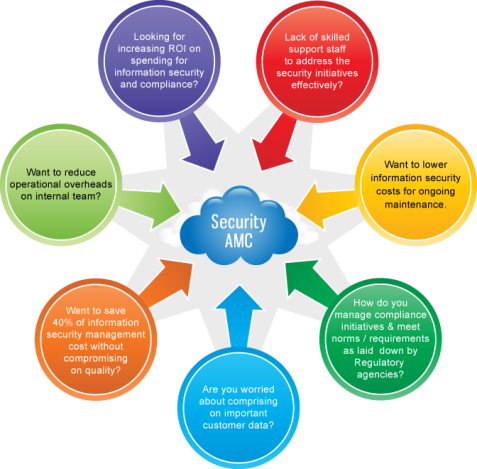 Looking for
increasing ROI on
spending for
information security
and compliance?
Lack of skilled
support staff
to address the
security initiatives
effectively?
Want to reduce
operational overheads
on internal team?
Want to lower
information security
costs for ongoing
maintenance.
Security
AMC
Want to save
40% of information
security management
cost without
compromising
on quality?
How do you
manage compliance
initiatives & meet
norms / requirements
as laid down by
Regulatory
agencies?
Are you worried
about comprising
on important
customer data?